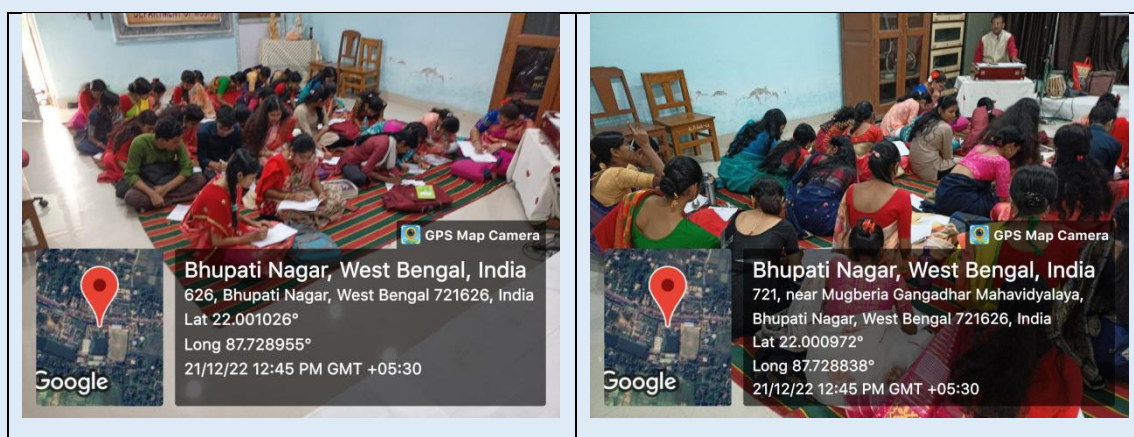 DEPARTMENT OF MUSIC
GPS Map Camera
Bhupati Nagar, West Bengal, India
626, Bhupati Nagar, West Bengal 721626, India
Lat 22.001026°
Long 87.728955°
21/12/22 12:45 PM GMT +05:30
Google
GPS Map Camera
Bhupati Nagar, West Bengal, India
721, near Mugberia Gangadhar Mahavidyalaya,
Bhupati Nagar, West Bengal 721626, India
Lat 22.000972°
Long 87.728838°
21/12/22 12:45 PM GMT +05:30
Google